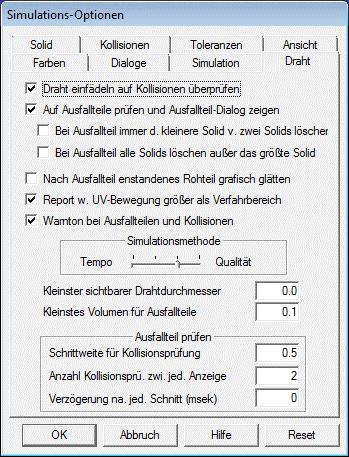 Simulations-Optionen
Solid Kollisionen Toleranzen Ansicht
Farben Dialoge Simulation Draht
Draht einfädeln auf Kollisionen überprüfen
Auf Ausfallteile prüfen und Ausfallteil-Dialog zeigen
Bei Ausfallteil immer d. kleinere Solid v. zwei Solids löscher
Bei Ausfallteil alle Solids löschen außer das größte Solid
Nach Ausfallteil enstandenes Rohteil grafisch glätten
Report w. UV-Bewegung größer als Verfahrbereich
Warnton bei Ausfallteilen und Kollisionen
Simulationsmethode
Tempo Qualität
Kleinster sichtbarer Drahtdurchmesser 0.0
Kleinstes Volumen für Ausfallteile 0.1
Ausfallteil prüfen
Schrittweite für Kollisionsprüfung 0.5
Anzahl Kollisionsprü. zwi. jed. Anzeige 2
Verzögerung na. jed. Schnitt (msek) 0
OK Abbruch Hilfe Reset